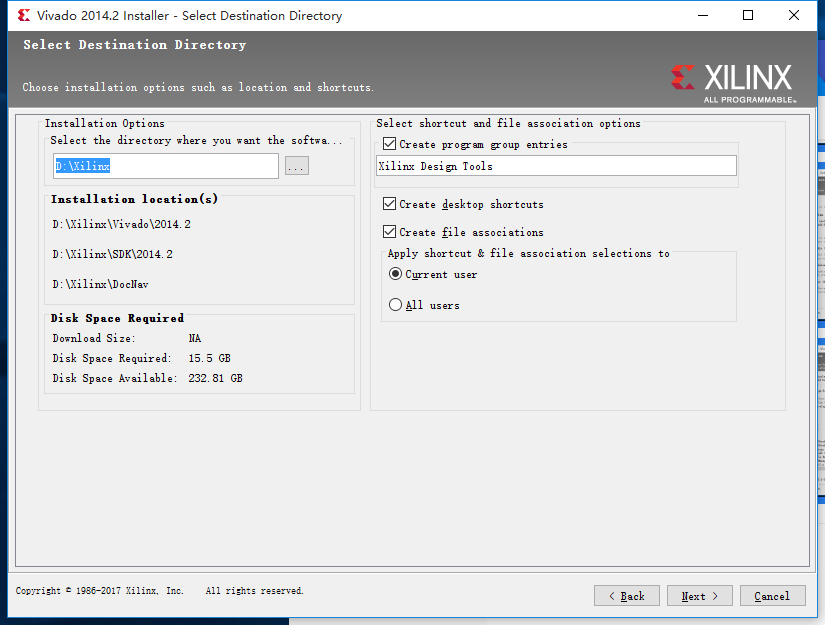 Vivado 2014.2 Installer - Select Destination Directory
Select Destination Directory
Choose installation options such as location and shortcuts.
XILINX
ALL PROGRAMMABLE™
Installation Options
Select the directory where you want the softwa...
D:\Xilinx
...
Installation location(s)
D:\Xilinx\Vivado\2014.2
D:\Xilinx\SDK\2014.2
D:\Xilinx\DocNav
Disk Space Required
Download Size: NA
Disk Space Required: 15.5 GB
Disk Space Available: 232.81 GB
Select shortcut and file association options
Create program group entries
Xilinx Design Tools
Create desktop shortcuts
Create file associations
Apply shortcut & file association selections to
Current user
All users
Copyright © 1986-2017 Xilinx, Inc. All rights reserved.
< Back
Next >
Cancel